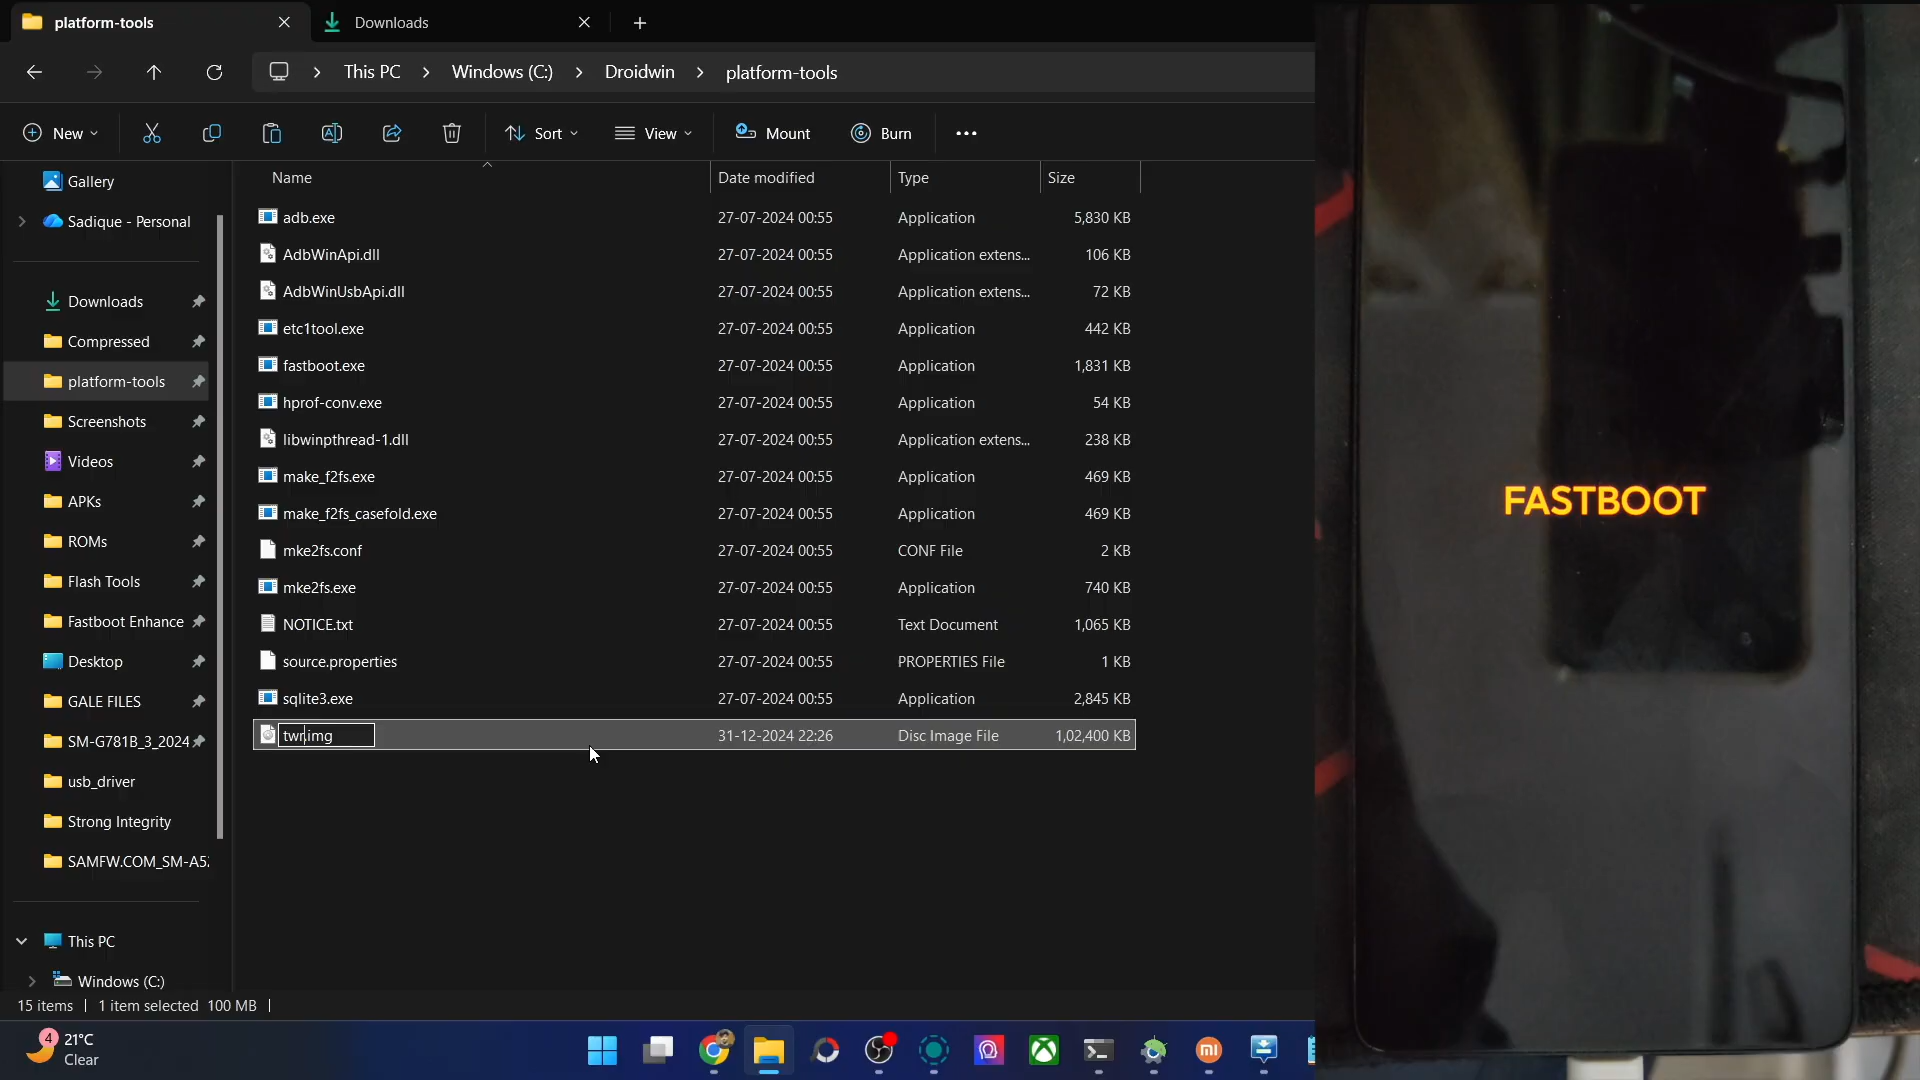 platform-tools
Downloads
This PC
Windows (C:)
Droidwin
platform-tools
New
Sort
View
Mount
Burn
Name
Date modified
Type
Size
Gallery
Sadique - Personal
Downloads
Compressed
platform-tools
Screenshots
Videos
APKs
ROMs
Flash Tools
Fastboot Enhance
Desktop
GALE FILES
SM-G781B_3_2024
usb_driver
Strong Integrity
SAMFW.COM_SM-A5
This PC
Windows (C:)
adb.exe 27-07-2024 00:55 Application 5,830 KB
AdbWinApi.dll 27-07-2024 00:55 Application extens... 106 KB
AdbWinUsbApi.dll 27-07-2024 00:55 Application extens... 72 KB
etc1tool.exe 27-07-2024 00:55 Application 442 KB
fastboot.exe 27-07-2024 00:55 Application 1,831 KB
hprof-conv.exe 27-07-2024 00:55 Application 54 KB
libwinpthread-1.dll 27-07-2024 00:55 Application extens... 238 KB
make_f2fs.exe 27-07-2024 00:55 Application 469 KB
make_f2fs_casefold.exe 27-07-2024 00:55 Application 469 KB
mke2fs.conf 27-07-2024 00:55 CONF File 2 KB
mke2fs.exe 27-07-2024 00:55 Application 740 KB
NOTICE.txt 27-07-2024 00:55 Text Document 1,065 KB
source.properties 27-07-2024 00:55 PROPERTIES File 1 KB
sqlite3.exe 27-07-2024 00:55 Application 2,845 KB
twr.img 31-12-2024 22:26 Disc Image File 1,02,400 KB
15 items 1 item selected 100 MB
4
21°C
Clear
mi
FASTBOOT